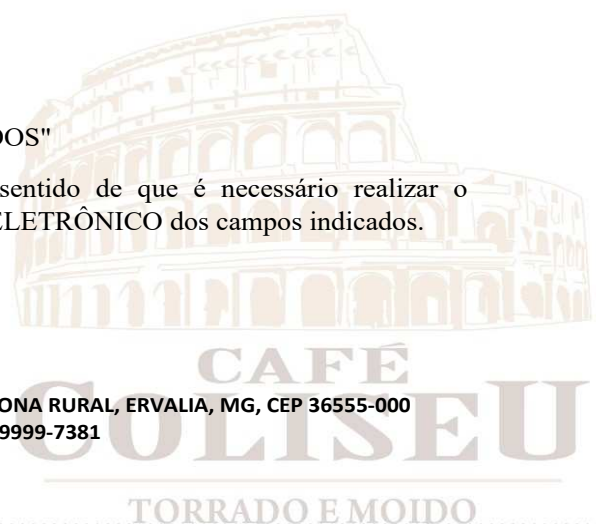 OS"
sentido de que é necessário realizar o
ELETRÔNICO dos campos indicados.
CAFÉ
ONA RURAL, ERVALIA, MG, CEP 36555-000
9999-7381
COLISEU
TORRADO E MOIDO